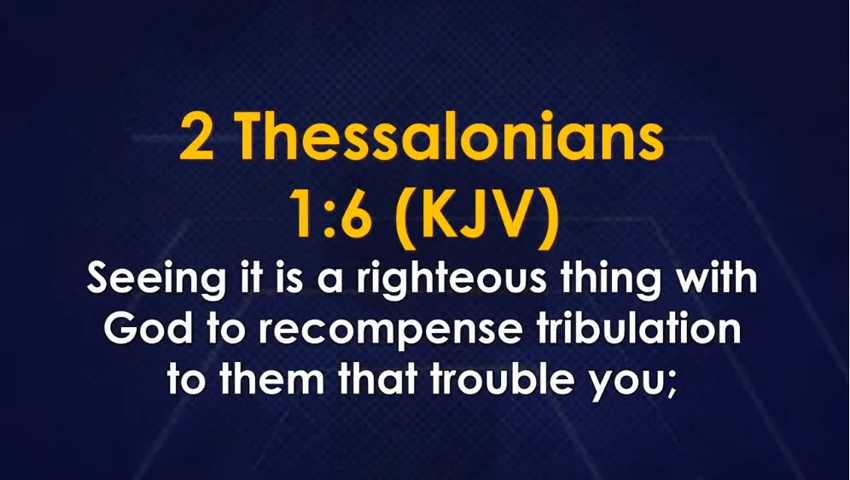 2 Thessalonians
1:6 (KJV)
Seeing it is a righteous thing with
God to recompense tribulation
to them that trouble you;